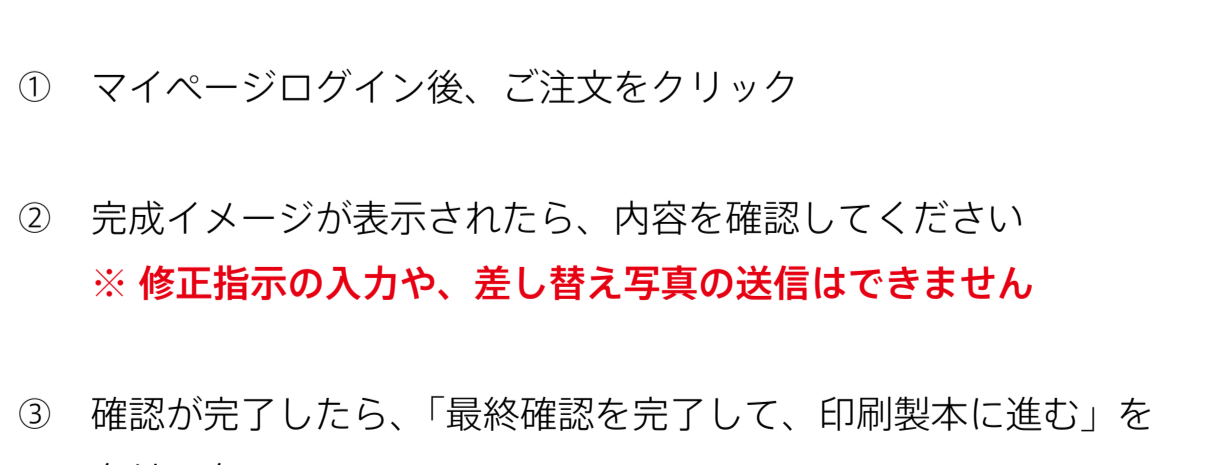 ① マイページログイン後、ご注文をクリック
② 完成イメージが表示されたら、内容を確認してください
※ 修正指示の入力や、差し替え写真の送信はできません
③ 確認が完了したら、「最終確認を完了して、印刷製本に進む」を